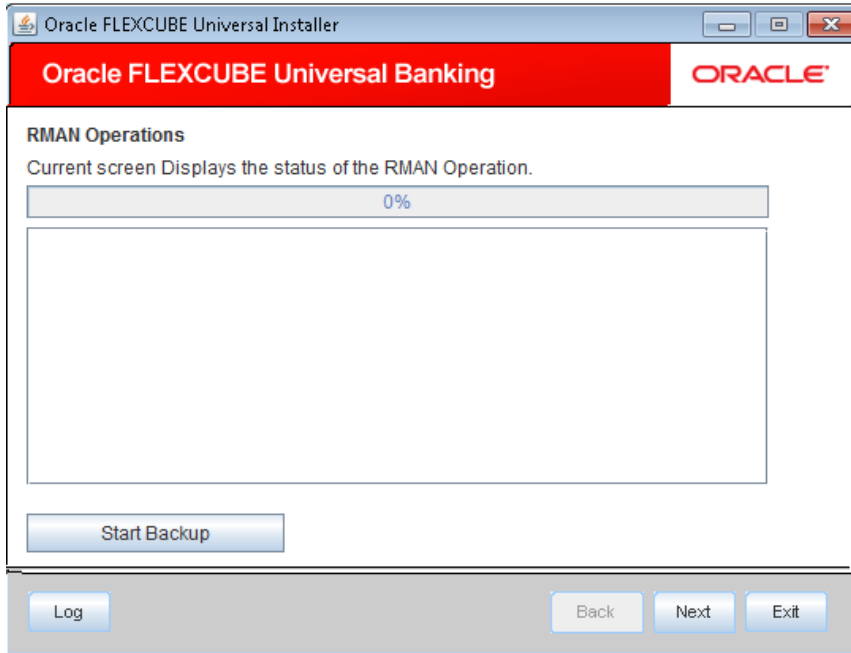 Oracle FLEXCUBE Universal Installer
Oracle FLEXCUBE Universal Banking
ORACLE
RMAN Operations
Current screen Displays the status of the RMAN Operation.
0%
Start Backup
Log Back Next Exit